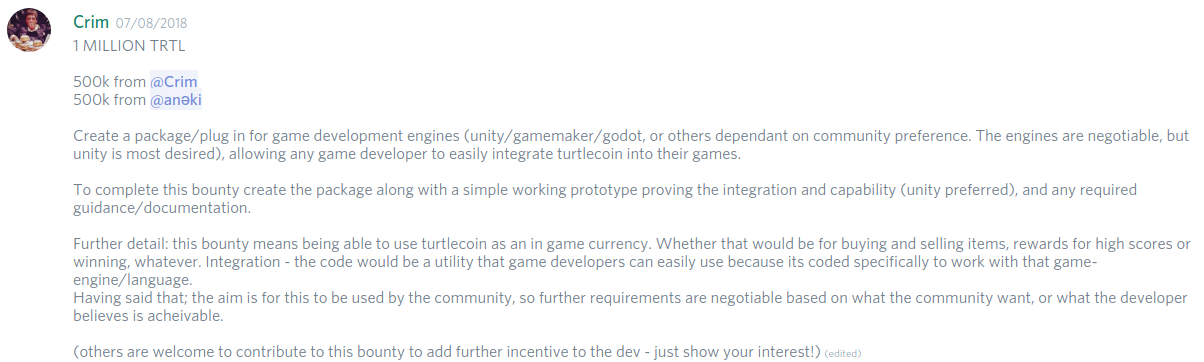 Crim 07/08/2018
1 MILLION TRTL
500k from @Crim
500k from @anəki
Create a package/plug in for game development engines (unity/gamemaker/godot, or others dependant on community preference. The engines are negotiable, but
unity is most desired), allowing any game developer to easily integrate turtlecoin into their games.
To complete this bounty create the package along with a simple working prototype proving the integration and capability (unity preferred), and any required
guidance/documentation.
Further detail: this bounty means being able to use turtlecoin as an in game currency. Whether that would be for buying and selling items, rewards for high scores or
winning, whatever. Integration - the code would be a utility that game developers can easily use because its coded specifically to work with that game-
engine/language.
Having said that; the aim is for this to be used by the community, so further requirements are negotiable based on what the community want, or what the developer
believes is acheivable.
(others are welcome to contribute to this bounty to add further incentive to the dev - just show your interest!) (edited)